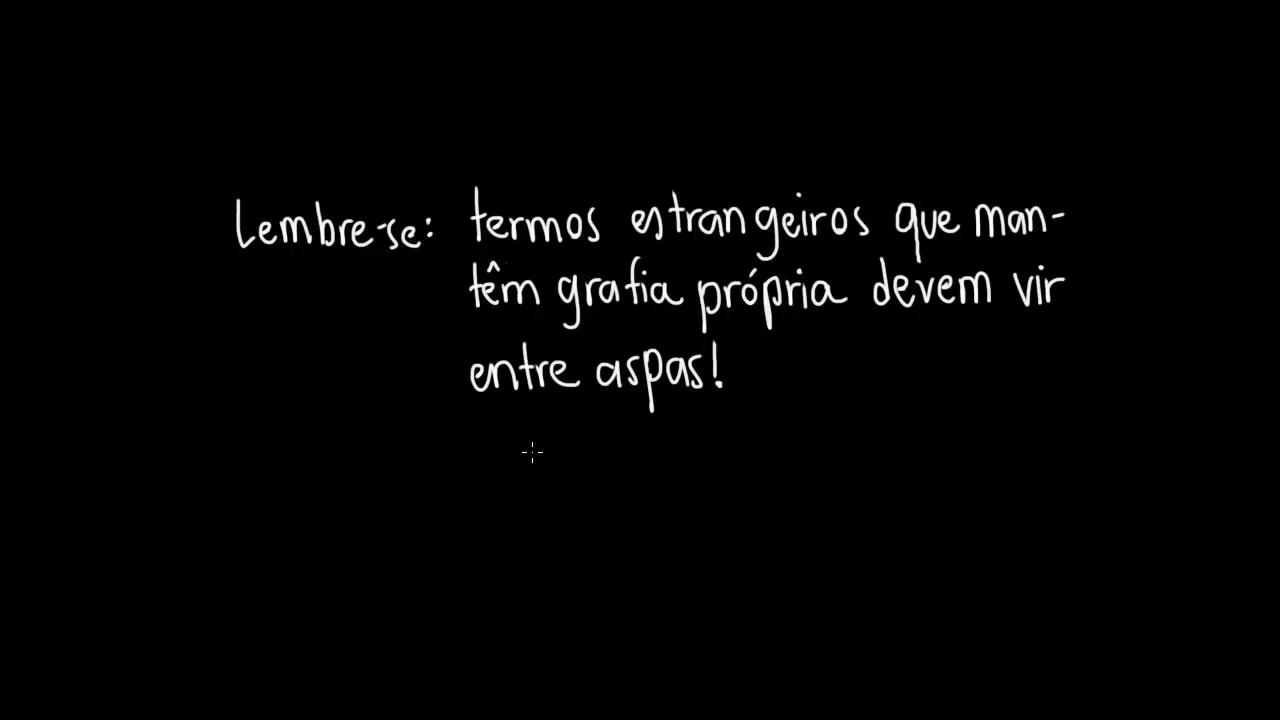 Lembre-se: termos estrangeiros que man-
têm grafia própria devem vir
entre aspas!